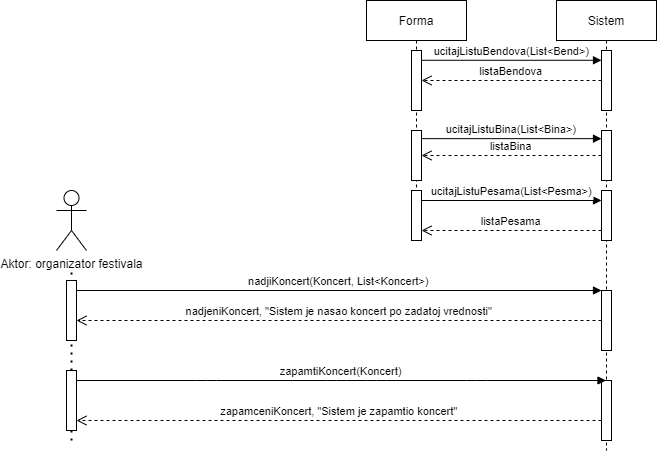 Forma
Sistem
ucitajListuBendova(List<Bend>)
listaBendova
ucitajListuBina(List<Bina>)
listaBina
ucitajListuPesama(List<Pesma>)
listaPesama
Aktor: organizator festivala
nadjiKoncert(Koncert, List<Koncert>)
nadjeniKoncert, "Sistem je nasao koncert po zadatoj vrednosti"
zapamtiKoncert(Koncert)
zapamceniKoncert, "Sistem je zapamtio koncert"